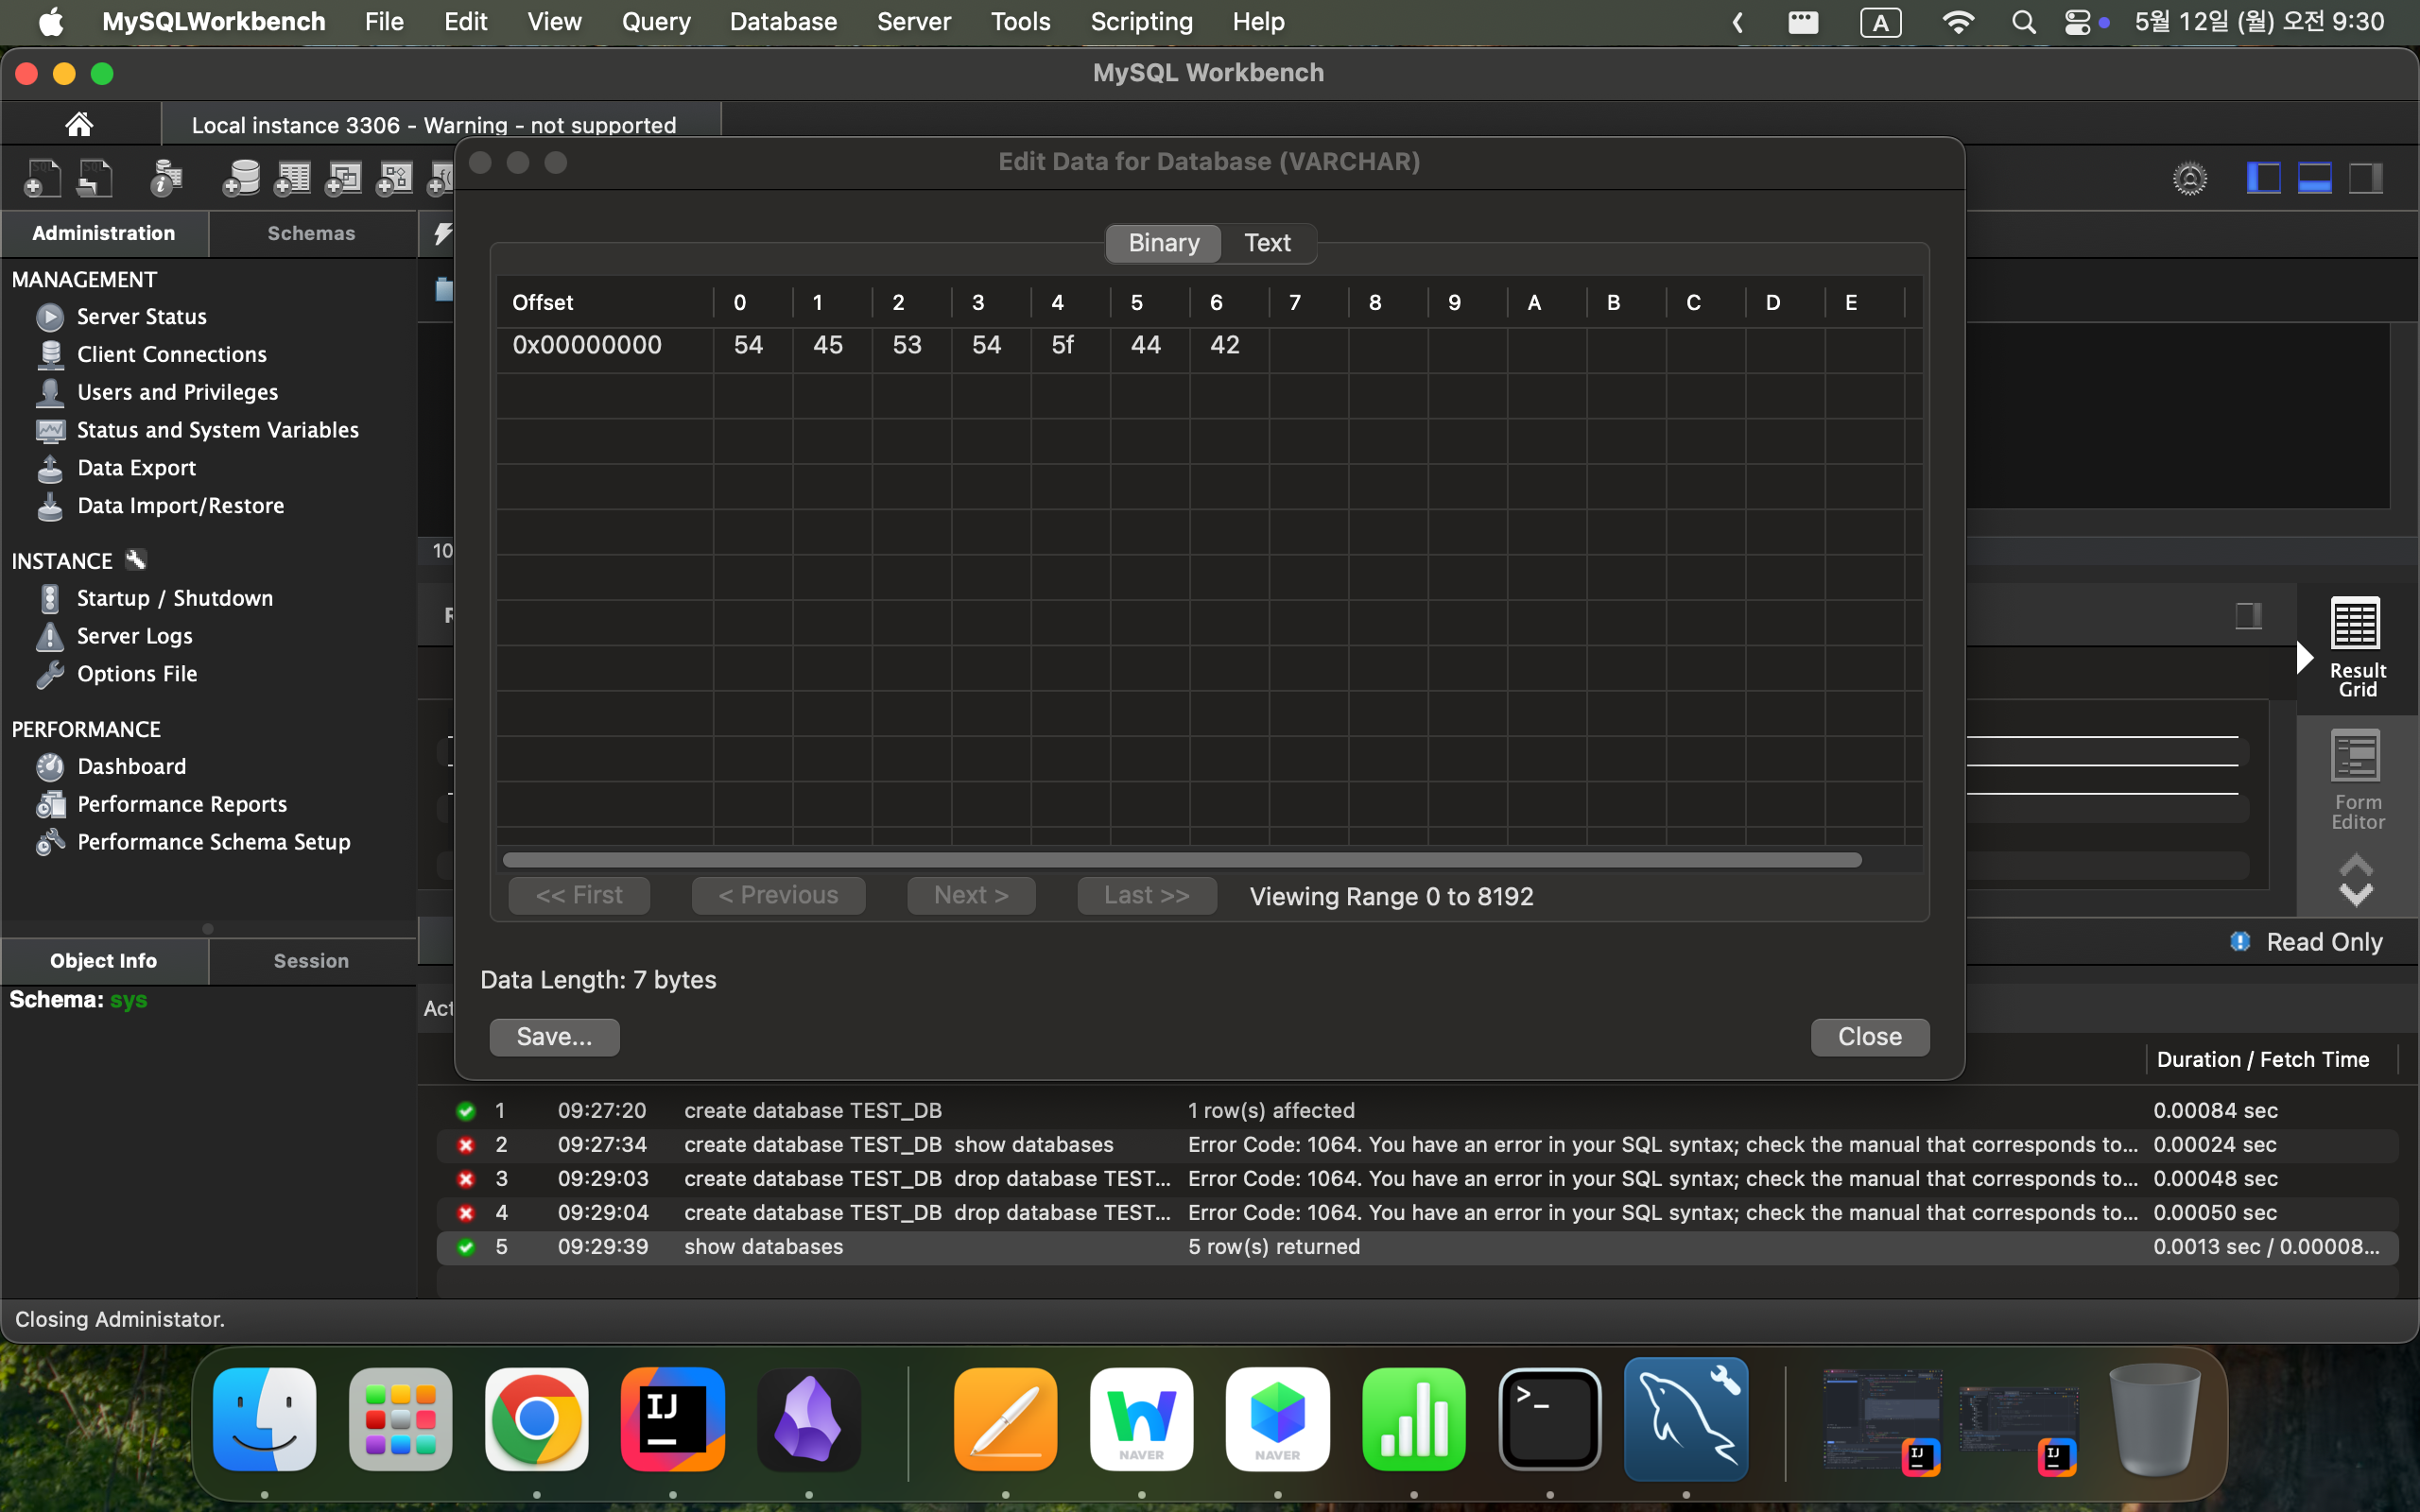 MySQLWorkbench File Edit View Query Database Server Tools Scripting Help A 5월 12일 (월) 오전 9:30
MySQL Workbench
Local instance 3306 - Warning - not supported
Edit Data for Database (VARCHAR)
Administration Schemas
Binary Text
MANAGEMENT
Server Status
Client Connections
Users and Privileges
Status and System Variables
Data Export
Data Import/Restore
INSTANCE
Startup / Shutdown
Server Logs
Options File
PERFORMANCE
Dashboard
Performance Reports
Performance Schema Setup
Offset 0 1 2 3 4 5 6 7 8 9 A B C D E
0x00000000 54 45 53 54 5f 44 42
10
Result
Grid
Form
Editor
<< First < Previous Next > Last >> Viewing Range 0 to 8192
Read Only
Object Info Session
Schema: sys
Data Length: 7 bytes
Act
Save... Close
Duration / Fetch Time
1 09:27:20 create database TEST_DB 1 row(s) affected 0.00084 sec
2 09:27:34 create database TEST_DB show databases Error Code: 1064. You have an error in your SQL syntax; check the manual that corresponds to... 0.00024 sec
3 09:29:03 create database TEST_DB drop database TEST... Error Code: 1064. You have an error in your SQL syntax; check the manual that corresponds to... 0.00048 sec
4 09:29:04 create database TEST_DB drop database TEST... Error Code: 1064. You have an error in your SQL syntax; check the manual that corresponds to... 0.00050 sec
5 09:29:39 show databases 5 row(s) returned 0.0013 sec / 0.00008...
Closing Administator.
IJ
W NAVER
NAVER
>_
IJ
IJ